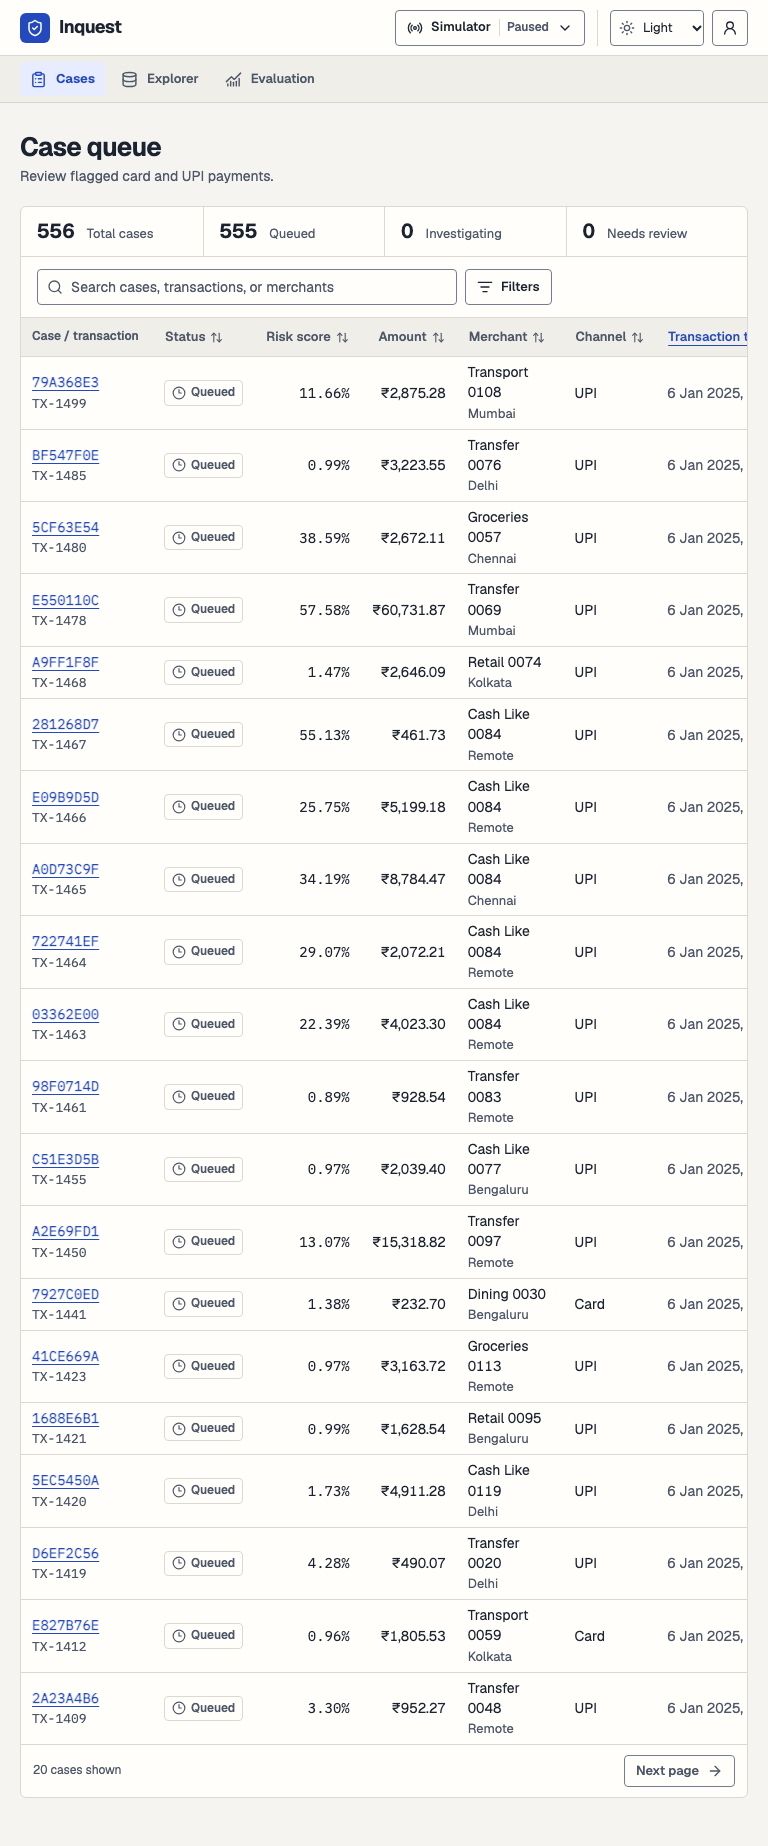 Inquest
Simulator Paused
Light
Cases
Explorer
Evaluation
Case queue
Review flagged card and UPI payments.
556 Total cases
555 Queued
0 Investigating
0 Needs review
Search cases, transactions, or merchants
Filters
Case / transaction Status Risk score Amount Merchant Channel Transaction t
79A368E3
TX-1499
Queued 11.66% ₹2,875.28
Transport
0108
Mumbai
UPI 6 Jan 2025,
BF547F0E
TX-1485
Queued 0.99% ₹3,223.55
Transfer
0076
Delhi
UPI 6 Jan 2025,
5CF63E54
TX-1480
Queued 38.59% ₹2,672.11
Groceries
0057
Chennai
UPI 6 Jan 2025,
E550110C
TX-1478
Queued 57.58% ₹60,731.87
Transfer
0069
Mumbai
UPI 6 Jan 2025,
A9FF1F8F
TX-1468
Queued 1.47% ₹2,646.09
Retail 0074
Kolkata
UPI 6 Jan 2025,
281268D7
TX-1467
Queued 55.13% ₹461.73
Cash Like
0084
Remote
UPI 6 Jan 2025,
E09B9D5D
TX-1466
Queued 25.75% ₹5,199.18
Cash Like
0084
Remote
UPI 6 Jan 2025,
A0D73C9F
TX-1465
Queued 34.19% ₹8,784.47
Cash Like
0084
Chennai
UPI 6 Jan 2025,
722741EF
TX-1464
Queued 29.07% ₹2,072.21
Cash Like
0084
Remote
UPI 6 Jan 2025,
03362E00
TX-1463
Queued 22.39% ₹4,023.30
Cash Like
0084
Remote
UPI 6 Jan 2025,
98F0714D
TX-1461
Queued 0.89% ₹928.54
Transfer
0083
Remote
UPI 6 Jan 2025,
C51E3D5B
TX-1455
Queued 0.97% ₹2,039.40
Cash Like
0077
Bengaluru
UPI 6 Jan 2025,
A2E69FD1
TX-1450
Queued 13.07% ₹15,318.82
Transfer
0097
Remote
UPI 6 Jan 2025,
7927C0ED
TX-1441
Queued 1.38% ₹232.70
Dining 0030
Bengaluru
Card 6 Jan 2025,
41CE669A
TX-1423
Queued 0.97% ₹3,163.72
Groceries
0113
Remote
UPI 6 Jan 2025,
1688E6B1
TX-1421
Queued 0.99% ₹1,628.54
Retail 0095
Bengaluru
UPI 6 Jan 2025,
5EC5450A
TX-1420
Queued 1.73% ₹4,911.28
Cash Like
0119
Delhi
UPI 6 Jan 2025,
D6EF2C56
TX-1419
Queued 4.28% ₹490.07
Transfer
0020
Delhi
UPI 6 Jan 2025,
E827B76E
TX-1412
Queued 0.96% ₹1,805.53
Transport
0059
Kolkata
Card 6 Jan 2025,
2A23A4B6
TX-1409
Queued 3.30% ₹952.27
Transfer
0048
Remote
UPI 6 Jan 2025,
20 cases shown
Next page